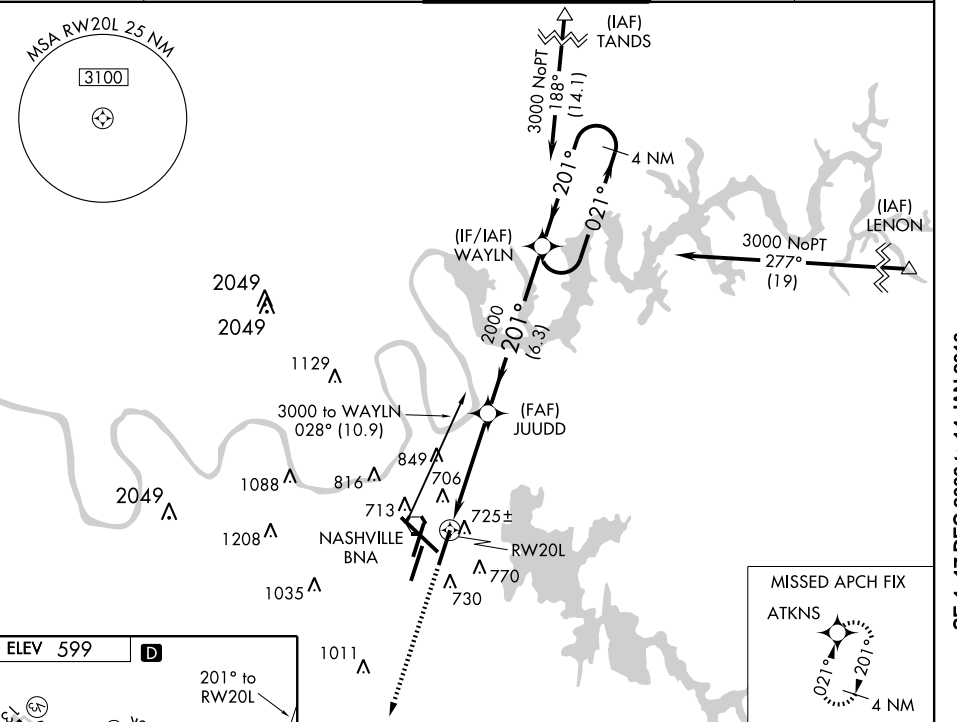 MSA RW20L 25 NM
3100
(IAF)
TANDS
3000 NoPT
188°
(14.1)
4 NM
201°
021°
(IF/IAF)
WAYLN
(IAF)
LENON
3000 NoPT
277°
(19)
2049
2049
2000
201°
(6.3)
1129
3000 to WAYLN
028° (10.9)
(FAF)
JUUDD
849
1088
816
706
2049
713
725±
1208
NASHVILLE
BNA
RW20L
770
1035
730
MISSED APCH FIX
ATKNS
021°
201°
4 NM
1011
ELEV 599
D
201° to
RW20L